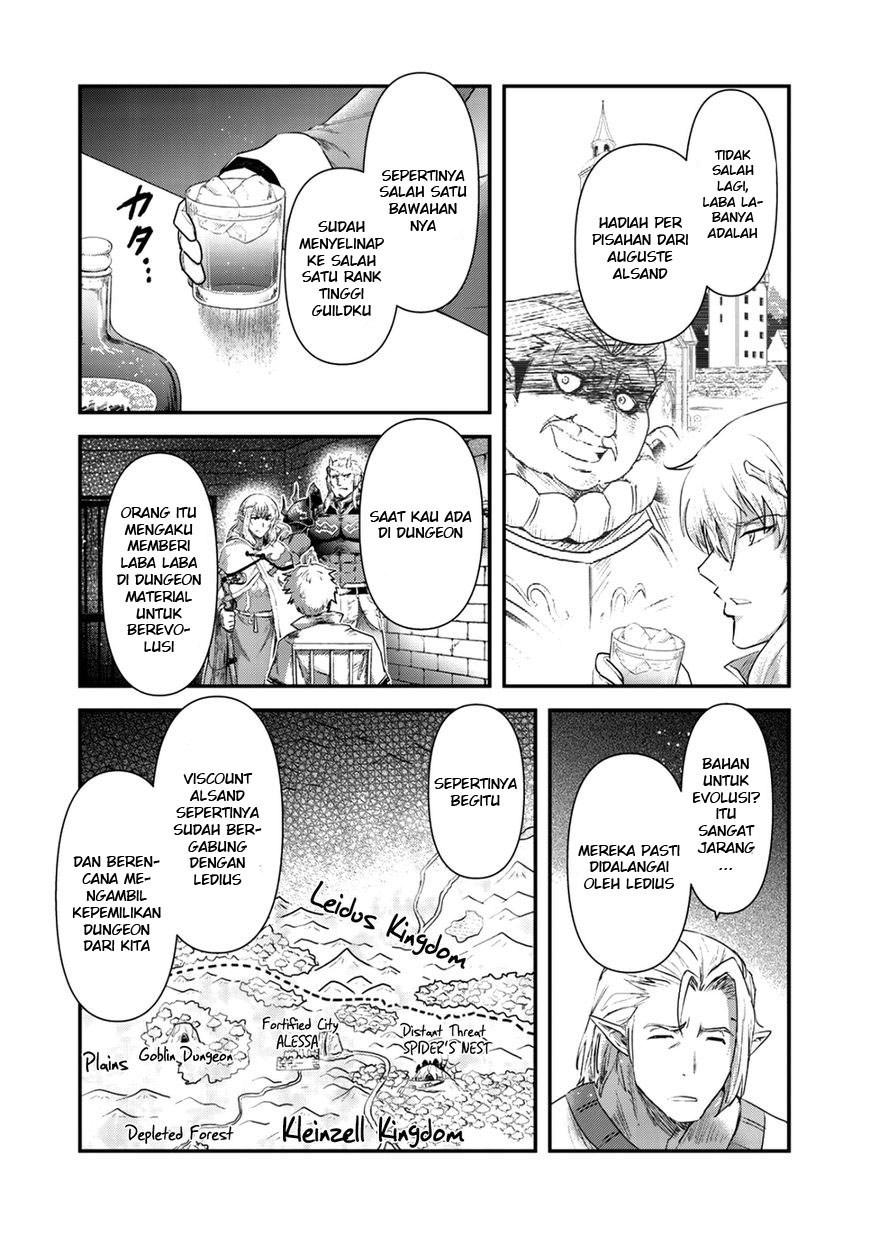 TIDAK
SALAH
LAGI,
LABA LA-
BANYA
ADALAH
HADIAH PER
PISAHAN DARI
AUGUSTE
ALSAND
SEPERTINYA
SALAH SATU
BAWAHAN
NYA
SUDAH
MENYELINAP
KE SALAH
SATU RANK
TINGGI
GUILDKU
カタ…
SAAT KAU ADA
DI DUNGEON
ORANG ITU
MENGAKU
MEMBERI
LABA LABA
DI DUNGEON
MATERIAL
UNTUK
BEREVO-
LUSI
BAHAN
UNTUK
EVOLUSI?
ITU
SANGAT
JARANG
...
MEREKA PASTI
DIDALANGAI
OLEH LEDIUS
SEPERTINYA
BEGITU
VISCOUNT
ALSAND
SEPERTINYA
SUDAH BER-
GABUNG
DENGAN
LEDIUS
DAN BEREN-
CANA ME-
NGAMBIL
KEPEMILIKAN
DUNGEON
DARI KITA
Leidus Kingdom
Fortified City
ALESSA
Distant Threat
SPIDER'S NEST
Goblin Dungeon
Plains
Depleted Forest
Kleinzell Kingdom